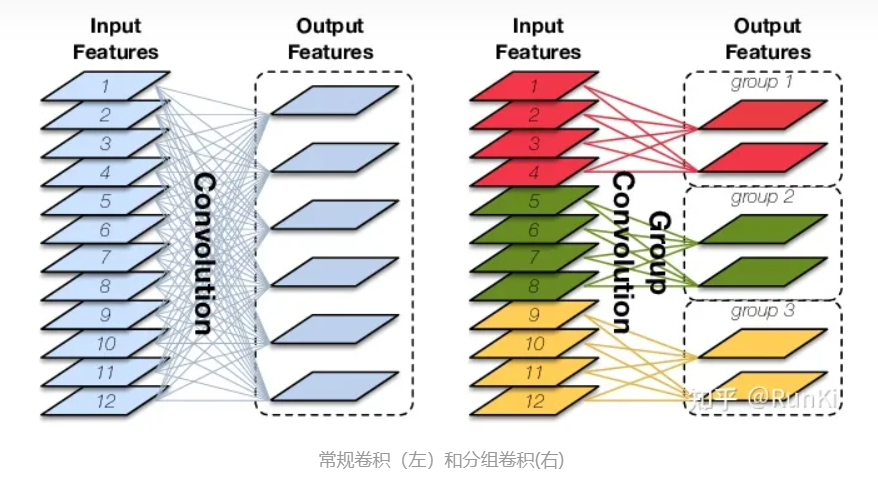 Input
Features
Output
Features
1
2
3
4
5
6
7
8
9
10
11
12
Convolution
Input
Features
Output
Features
1
2
3
4
5
6
7
8
9
10
11
12
Group
Convolution
group 1
group 2
group 3
知乎 @RunKi
常规卷积（左）和分组卷积(右)